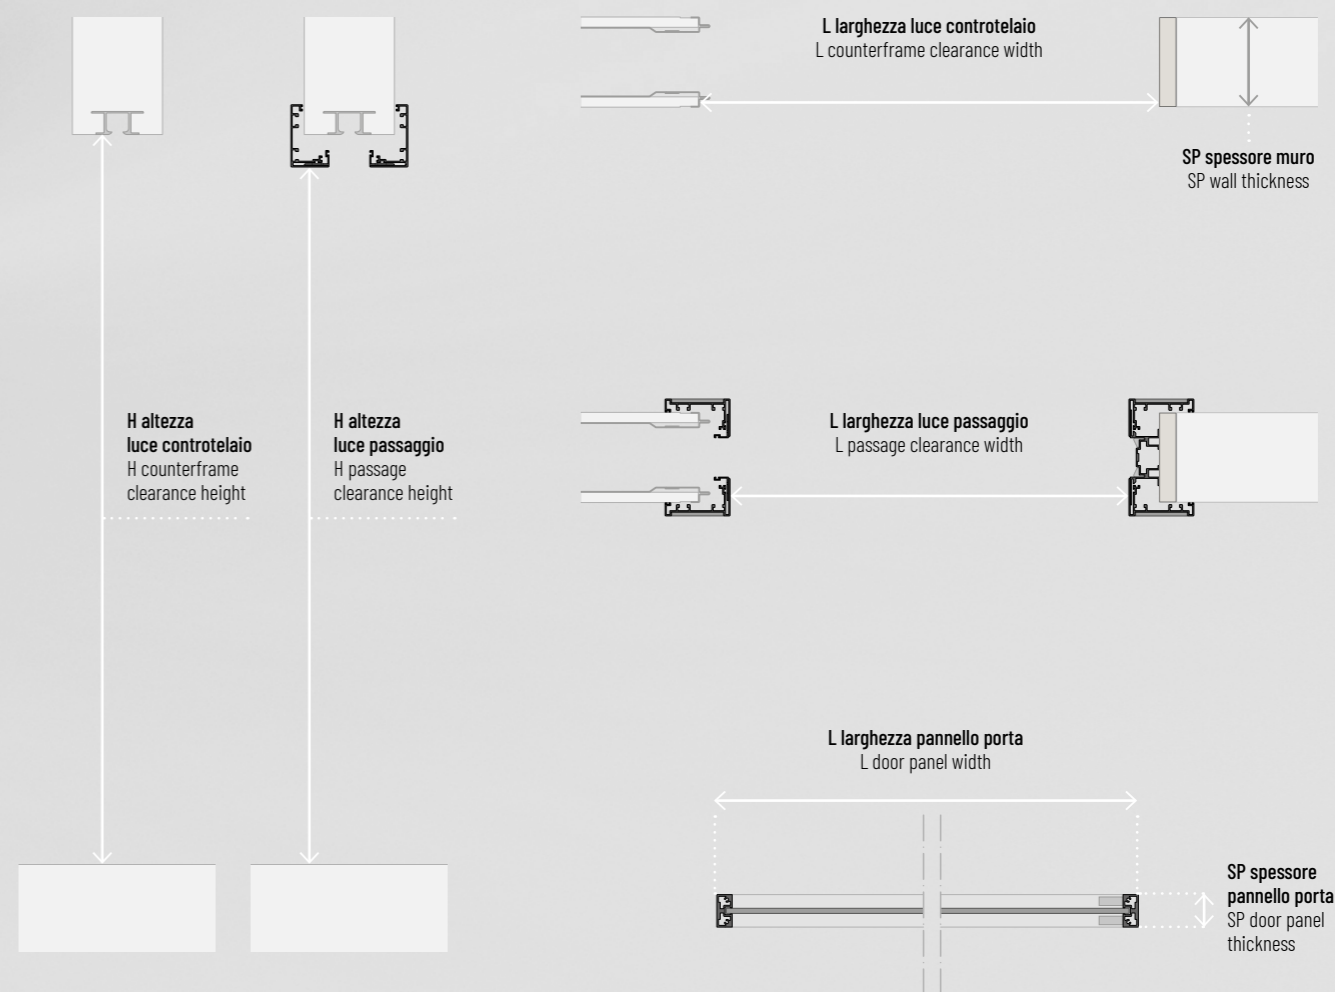 L larghezza luce controtelaio
L counterframe clearance width
SP spessore muro
SP wall thickness
H altezza
luce controtelaio
H counterframe
clearance height
H altezza
luce passaggio
H passage
clearance height
L larghezza luce passaggio
L passage clearance width
L larghezza pannello porta
L door panel width
SP spessore
pannello porta
SP door panel
thickness